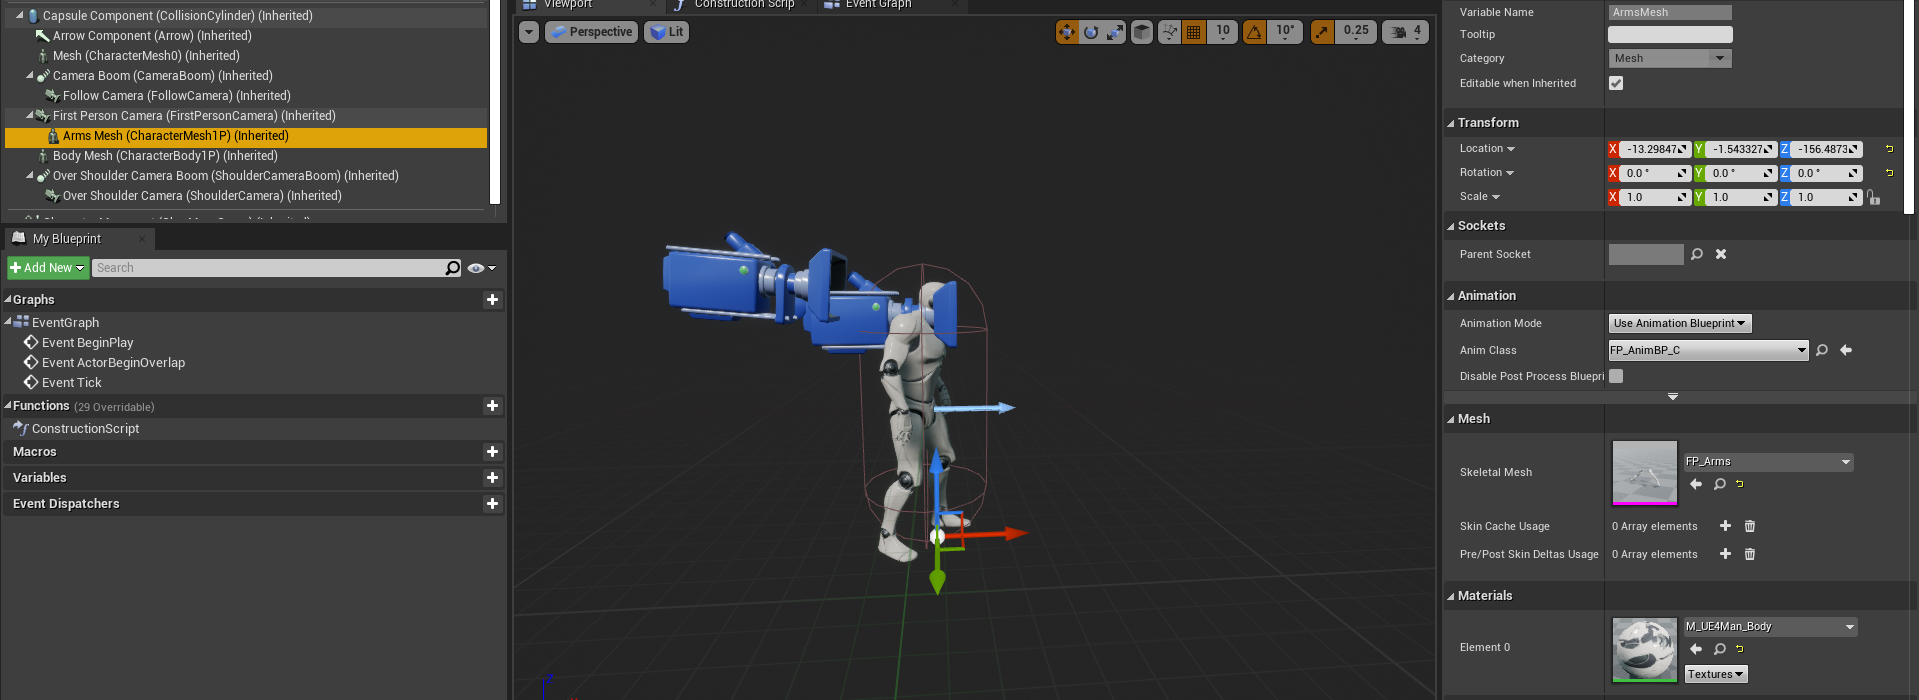 Capsule Component (CollisionCylinder) (Inherited)
Arrow Component (Arrow) (Inherited)
Mesh (CharacterMesh0) (Inherited)
Camera Boom (CameraBoom) (Inherited)
Follow Camera (FollowCamera) (Inherited)
First Person Camera (FirstPersonCamera) (Inherited)
Arms Mesh (CharacterMesh1P) (Inherited)
Body Mesh (CharacterBody1P) (Inherited)
Over Shoulder Camera Boom (ShoulderCameraBoom) (Inherited)
Over Shoulder Camera (ShoulderCamera) (Inherited)
My Blueprint
Add New
Search
Graphs
EventGraph
Event BeginPlay
Event ActorBeginOverlap
Event Tick
Functions (29 Overridable)
ConstructionScript
Macros
Variables
Event Dispatchers
Viewport
Construction Scrip
Event Graph
Perspective
Lit
10
10°
0.25
4
Z
Variable Name
ArmsMesh
Tooltip
Category
Mesh
Editable when Inherited
Transform
Location
X -13.29847 Y -1.543327 Z -156.4873
Rotation
X 0.0 ° Y 0.0 ° Z 0.0 °
Scale
X 1.0 Y 1.0 Z 1.0
Sockets
Parent Socket
Animation
Animation Mode
Use Animation Blueprint
Anim Class
FP_AnimBP_C
Disable Post Process Bluepri
Mesh
Skeletal Mesh
FP_Arms
Skin Cache Usage
0 Array elements
Pre/Post Skin Deltas Usage
0 Array elements
Materials
Element 0
M_UE4Man_Body
Textures